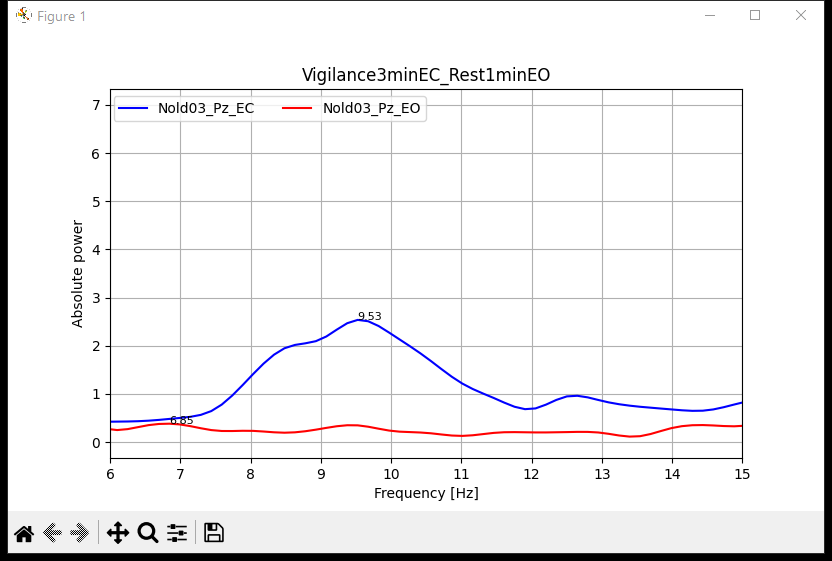 Figure 1
Vigilance3minEC_Rest1minEO
Nold03_Pz_EC Nold03_Pz_EO
7
6
5
4
3
2
1
0
Absolute power
9.53
6.85
6 7 8 9 10 11 12 13 14 15
Frequency [Hz]